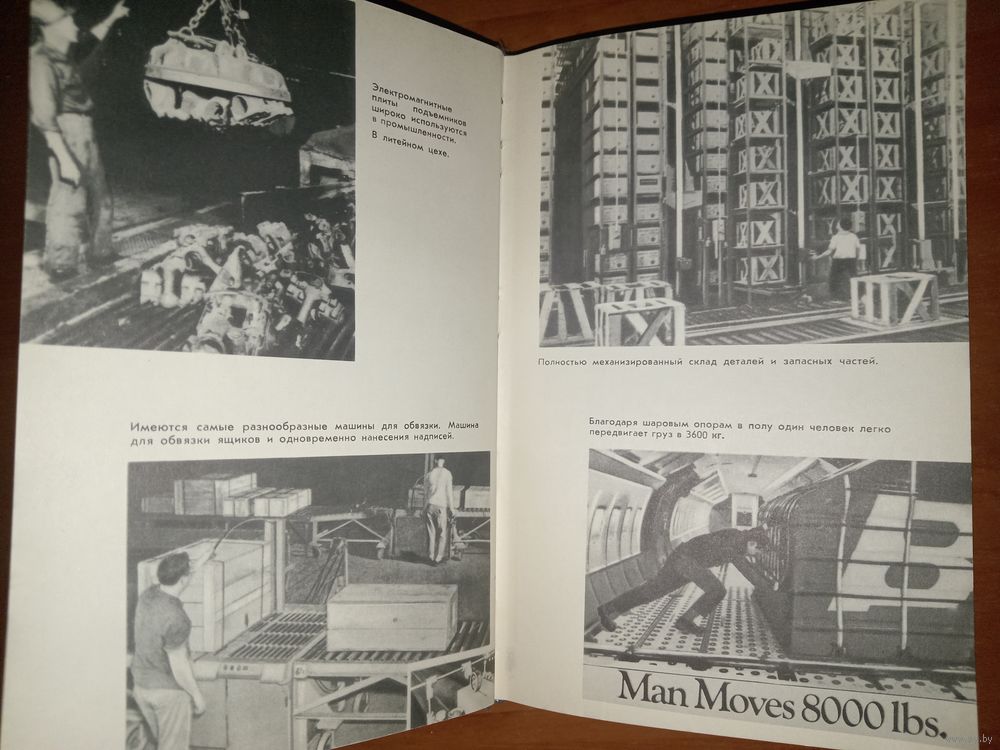 Электромагнитные
плиты подъемников
широко используются
в промышленности.
В литейном цехе.
Имеются самые разнообразные машины для обвязки. Машина
для обвязки ящиков и одновременно нанесения надписей.
Полностью механизированный склад деталей и запасных частей.
Благодаря шаровым опорам в полу один человек легко
передвигает груз в 3600 кг.
Man Moves 8000 lbs.